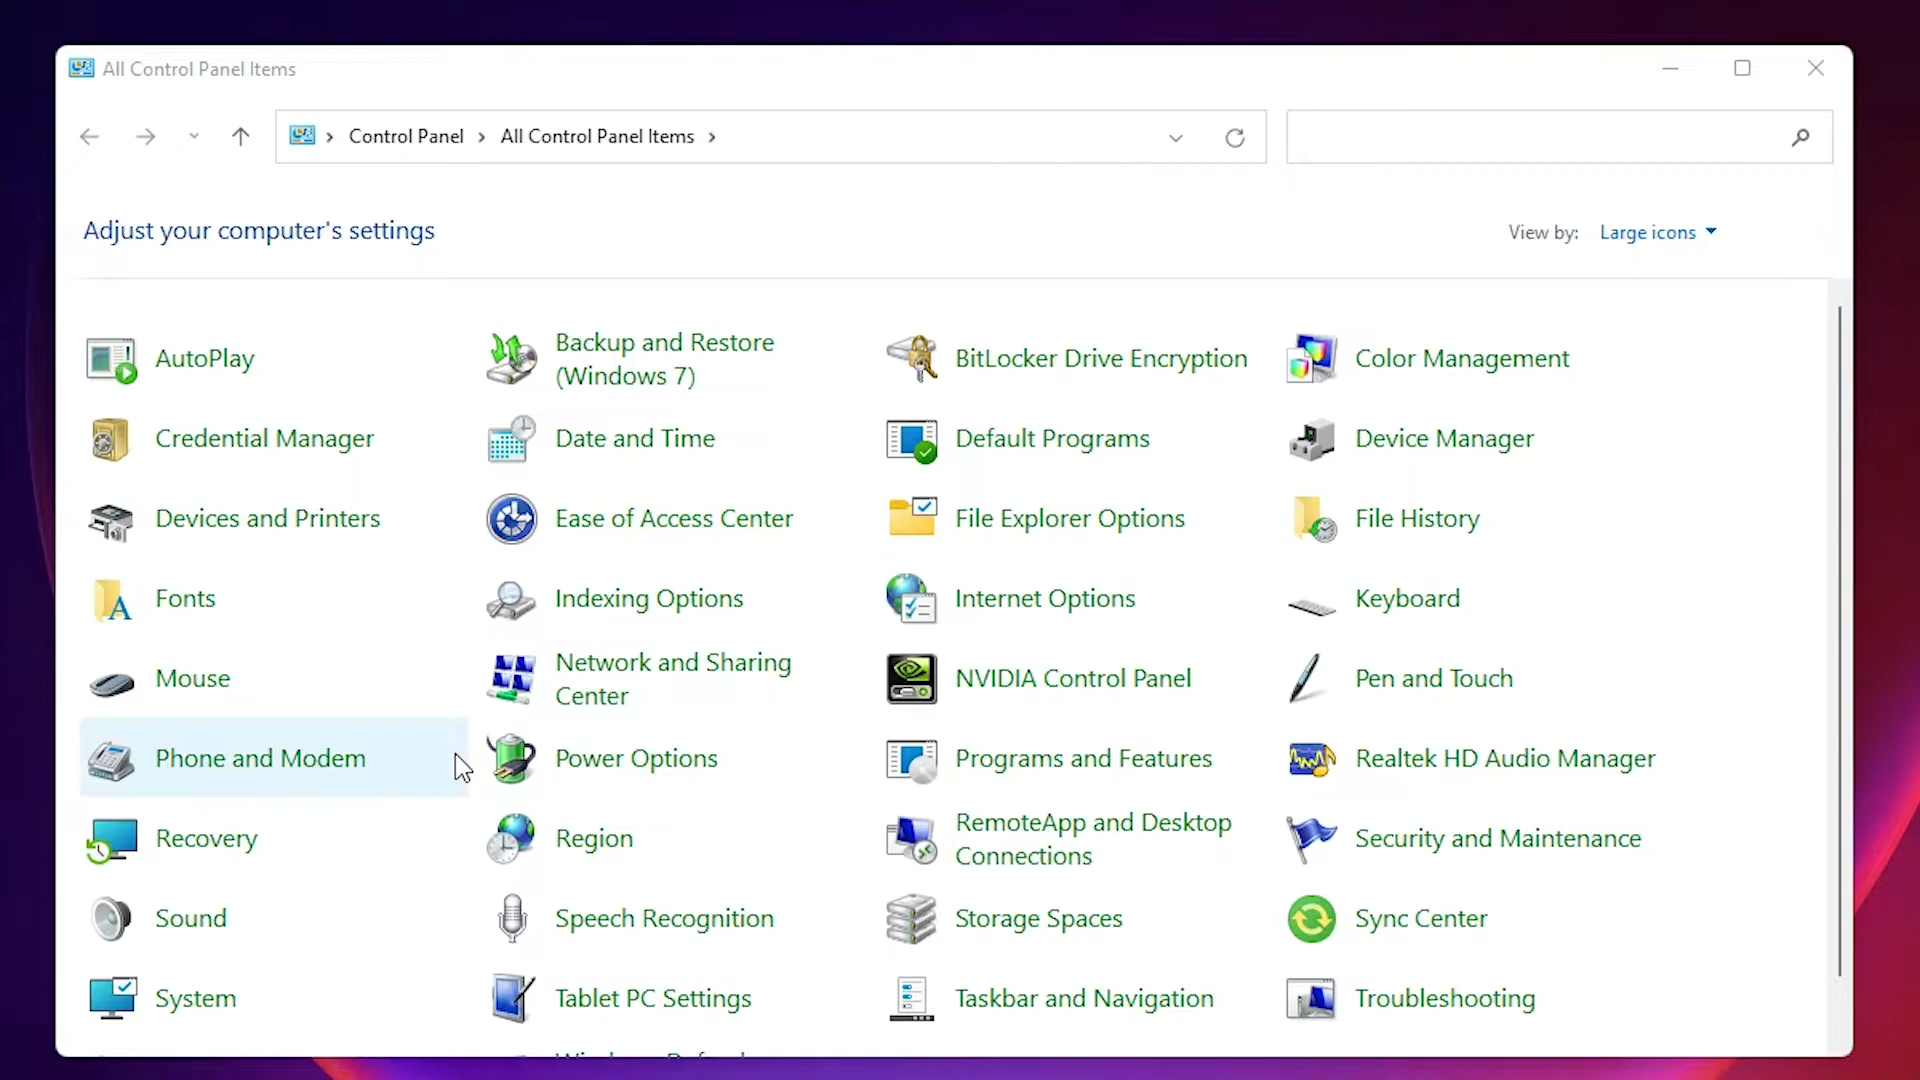 All Control Panel Items
Control Panel > All Control Panel Items >
Adjust your computer's settings
View by: Large icons
AutoPlay
Backup and Restore
(Windows 7)
BitLocker Drive Encryption
Color Management
Credential Manager
Date and Time
Default Programs
Device Manager
Devices and Printers
Ease of Access Center
File Explorer Options
File History
Fonts
Indexing Options
Internet Options
Keyboard
Mouse
Network and Sharing
Center
NVIDIA Control Panel
Pen and Touch
Phone and Modem
Power Options
Programs and Features
Realtek HD Audio Manager
Recovery
Region
RemoteApp and Desktop
Connections
Security and Maintenance
Sound
Speech Recognition
Storage Spaces
Sync Center
System
Tablet PC Settings
Taskbar and Navigation
Troubleshooting